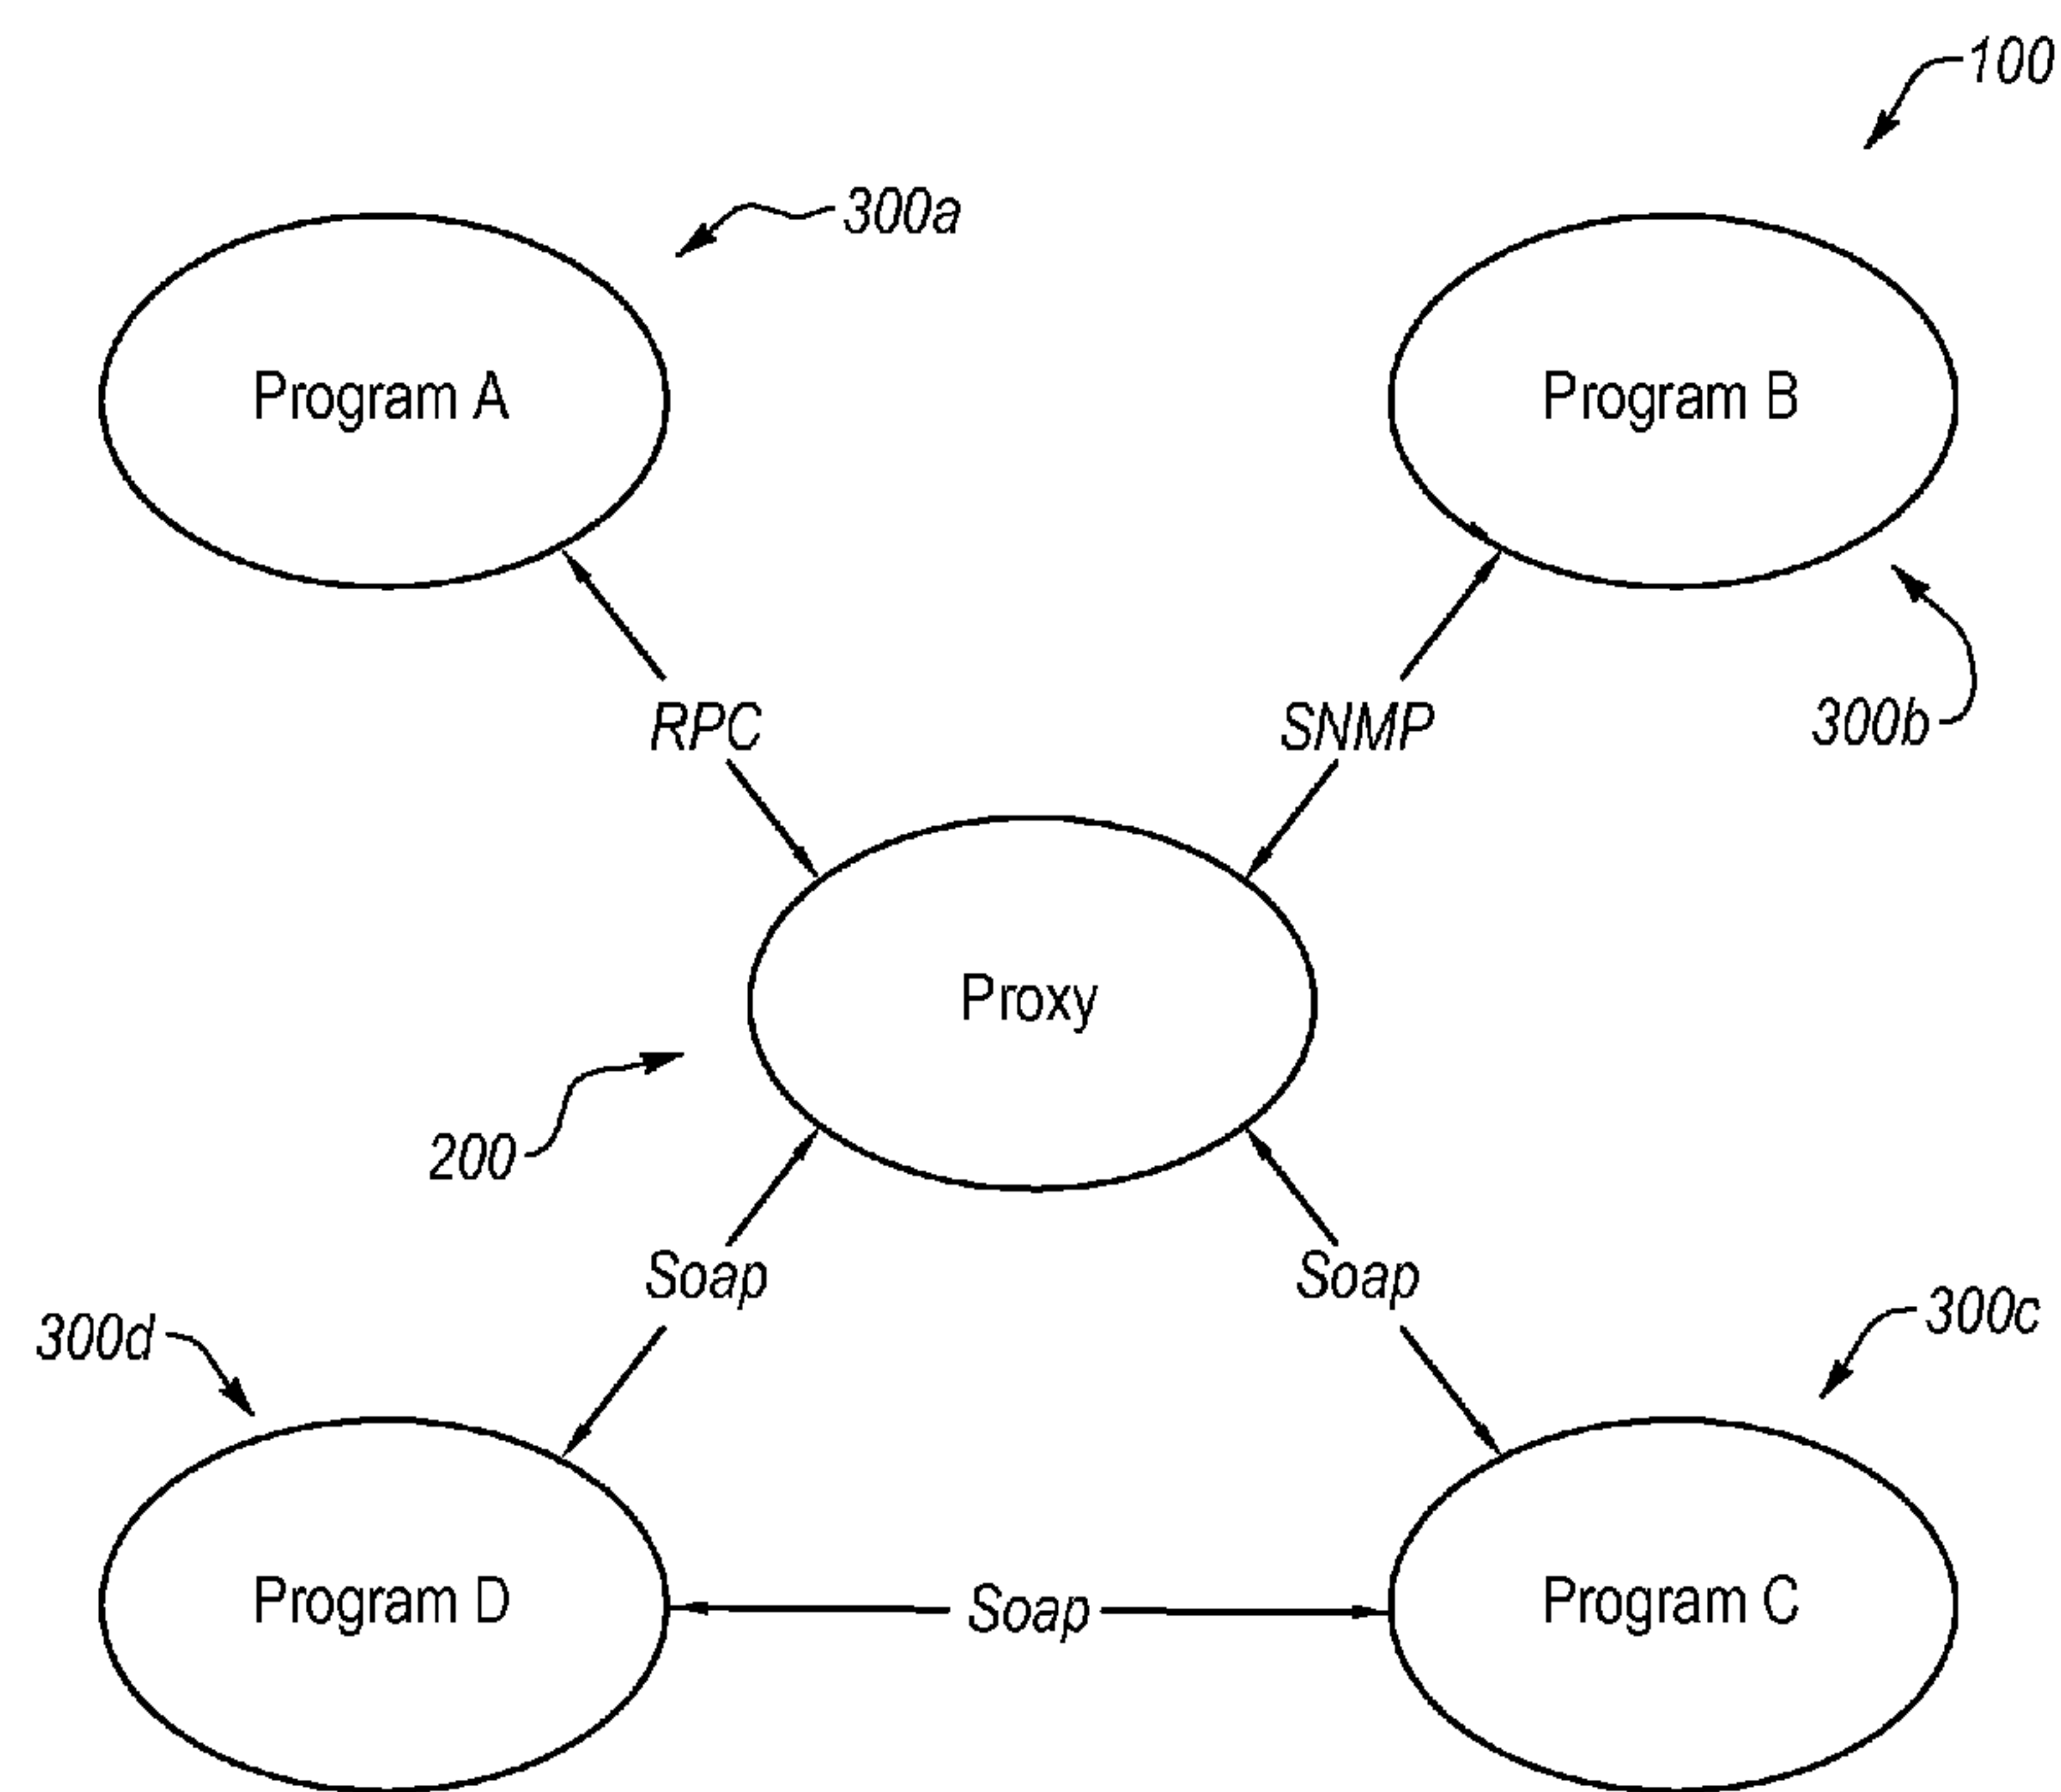 100
300a
Program A
Program B
RPC
SNMP
300b
Proxy
200
Soap
Soap
300d
300c
Program D
Soap
Program C